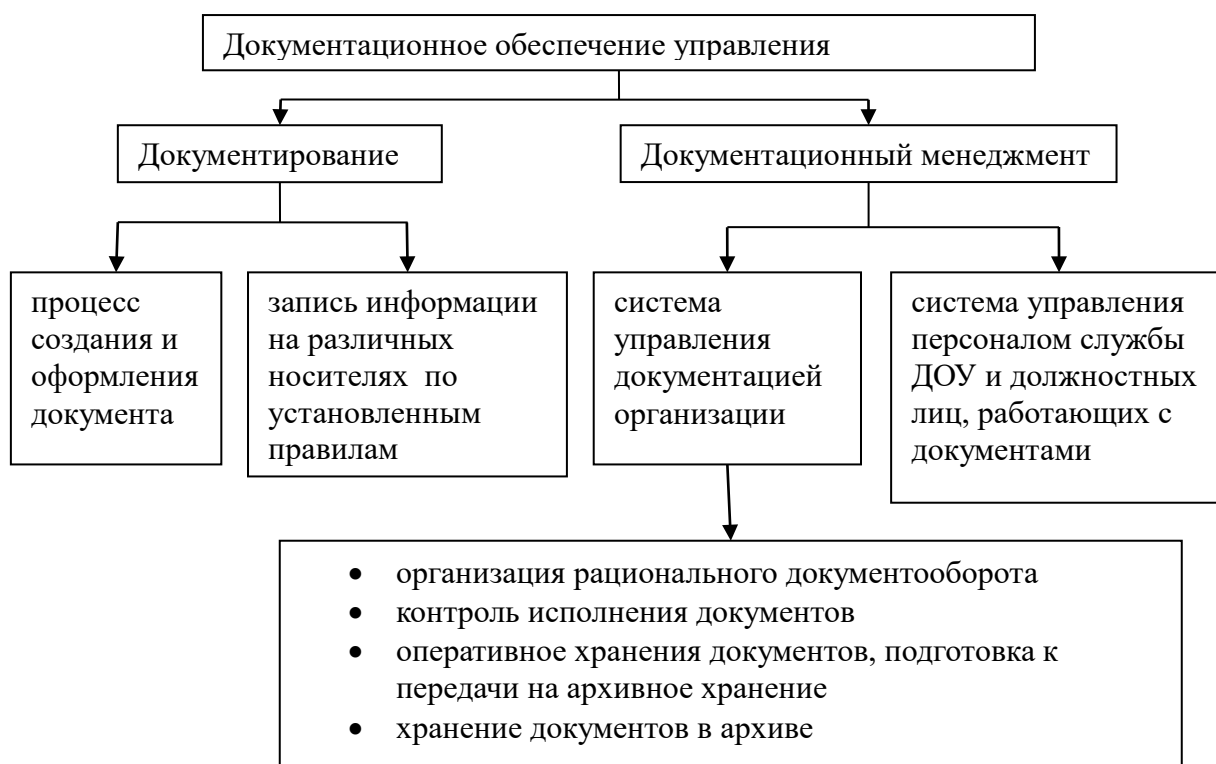 Документационное обеспечение управления
Документирование
Документационный менеджмент
процесс
создания и
оформления
документа
запись информации
на различных
носителях по
установленным
правилам
система
управления
документацией
организации
система управления
персоналом службы
ДОУ и должностных
лиц, работающих с
документами
• организация рационального документооборота
• контроль исполнения документов
• оперативное хранения документов, подготовка к
передачи на архивное хранение
• хранение документов в архиве